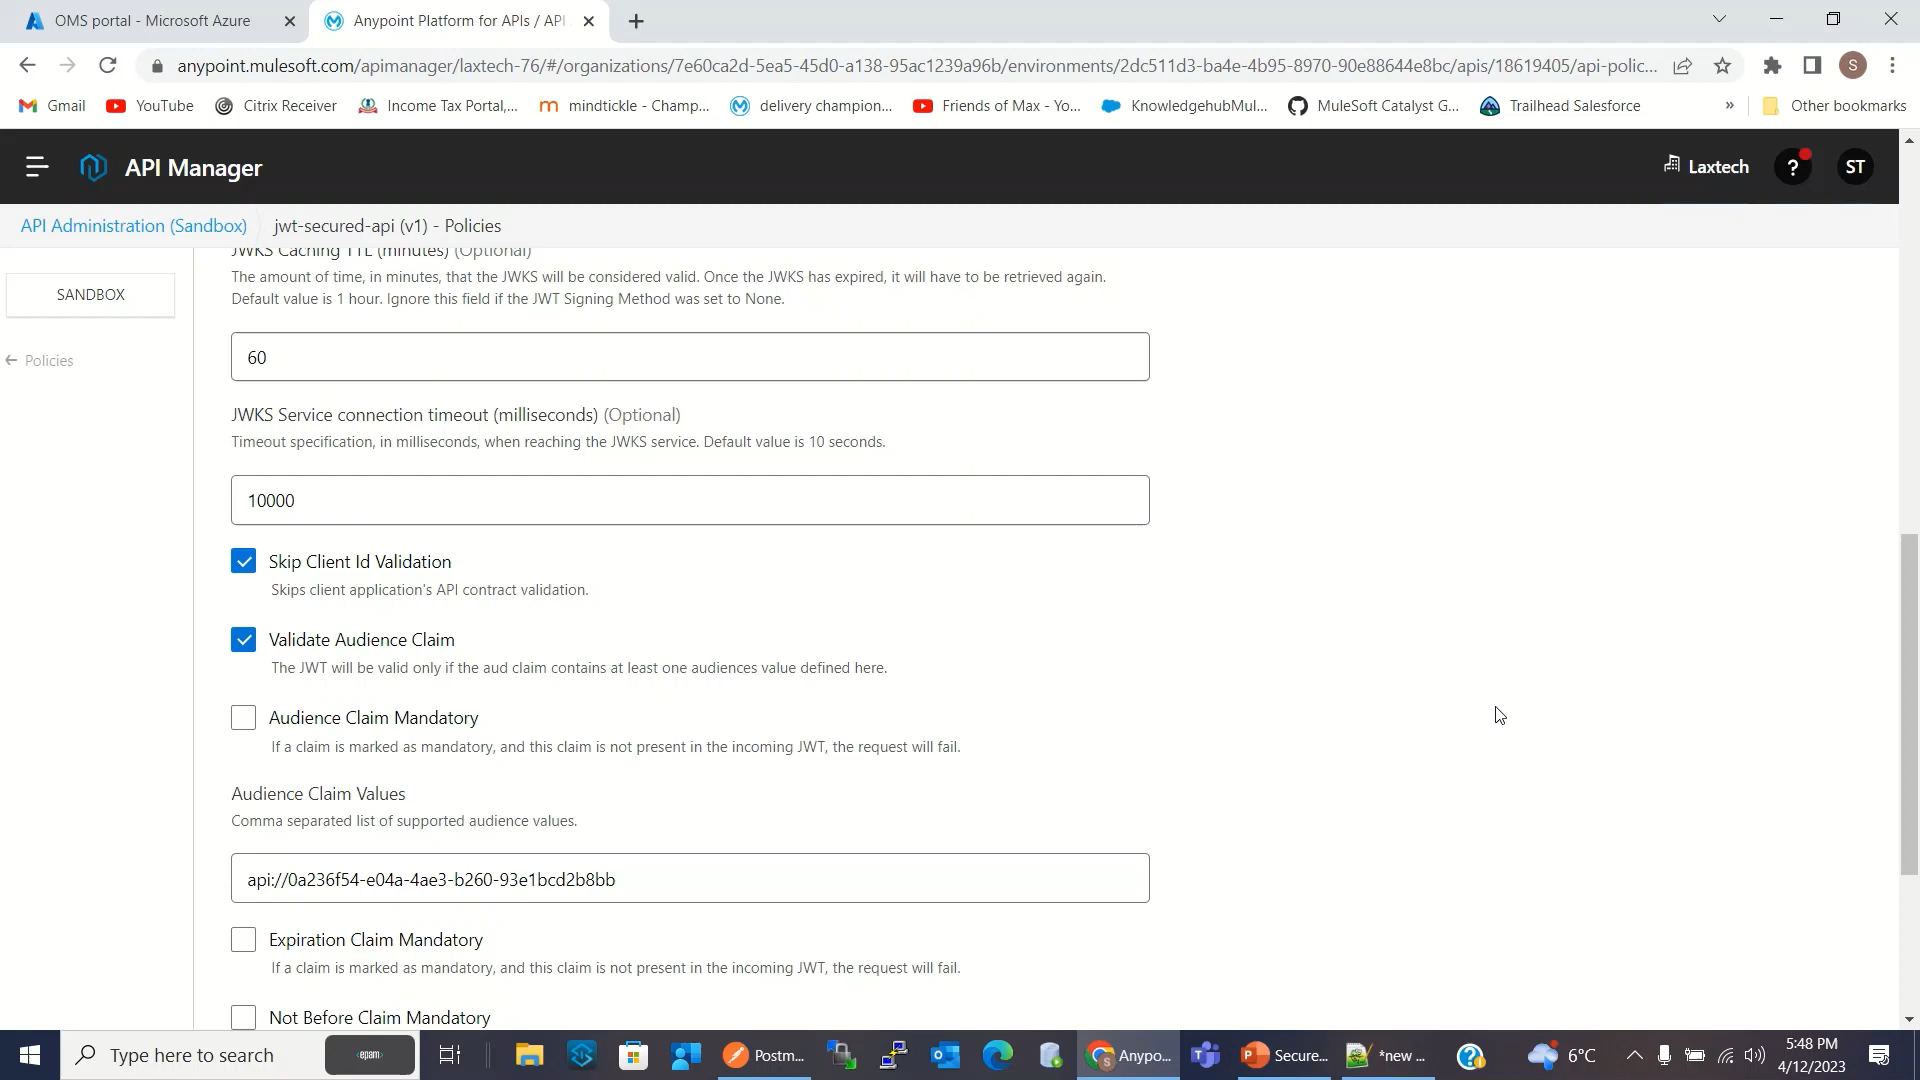 OMS portal - Microsoft Azure
Anypoint Platform for APIs / API
anypoint.mulesoft.com/apimanager/laxtech-76/#/organizations/7e60ca2d-5ea5-45d0-a138-95ac1239a96b/environments/2dc511d3-ba4e-4b95-8970-90e88644e8bc/apis/18619405/api-polic...
S
Gmail
YouTube
Citrix Receiver
Income Tax Portal,...
mindtickle - Champ...
delivery champion...
Friends of Max - Yo...
KnowledgehubMul...
MuleSoft Catalyst G...
Trailhead Salesforce
»
Other bookmarks
API Manager
Laxtech
?
ST
API Administration (Sandbox)
jwt-secured-api (v1) - Policies
SANDBOX
Policies
JWKS Caching TTL (minutes) (Optional)
The amount of time, in minutes, that the JWKS will be considered valid. Once the JWKS has expired, it will have to be retrieved again.
Default value is 1 hour. Ignore this field if the JWT Signing Method was set to None.
60
JWKS Service connection timeout (milliseconds) (Optional)
Timeout specification, in milliseconds, when reaching the JWKS service. Default value is 10 seconds.
10000
Skip Client Id Validation
Skips client application's API contract validation.
Validate Audience Claim
The JWT will be valid only if the aud claim contains at least one audiences value defined here.
Audience Claim Mandatory
If a claim is marked as mandatory, and this claim is not present in the incoming JWT, the request will fail.
Audience Claim Values
Comma separated list of supported audience values.
api://0a236f54-e04a-4ae3-b260-93e1bcd2b8bb
Expiration Claim Mandatory
If a claim is marked as mandatory, and this claim is not present in the incoming JWT, the request will fail.
Not Before Claim Mandatory
Type here to search
<epam>
Postm...
Anypo...
Secure...
*new ...
6°C
5:48 PM
4/12/2023